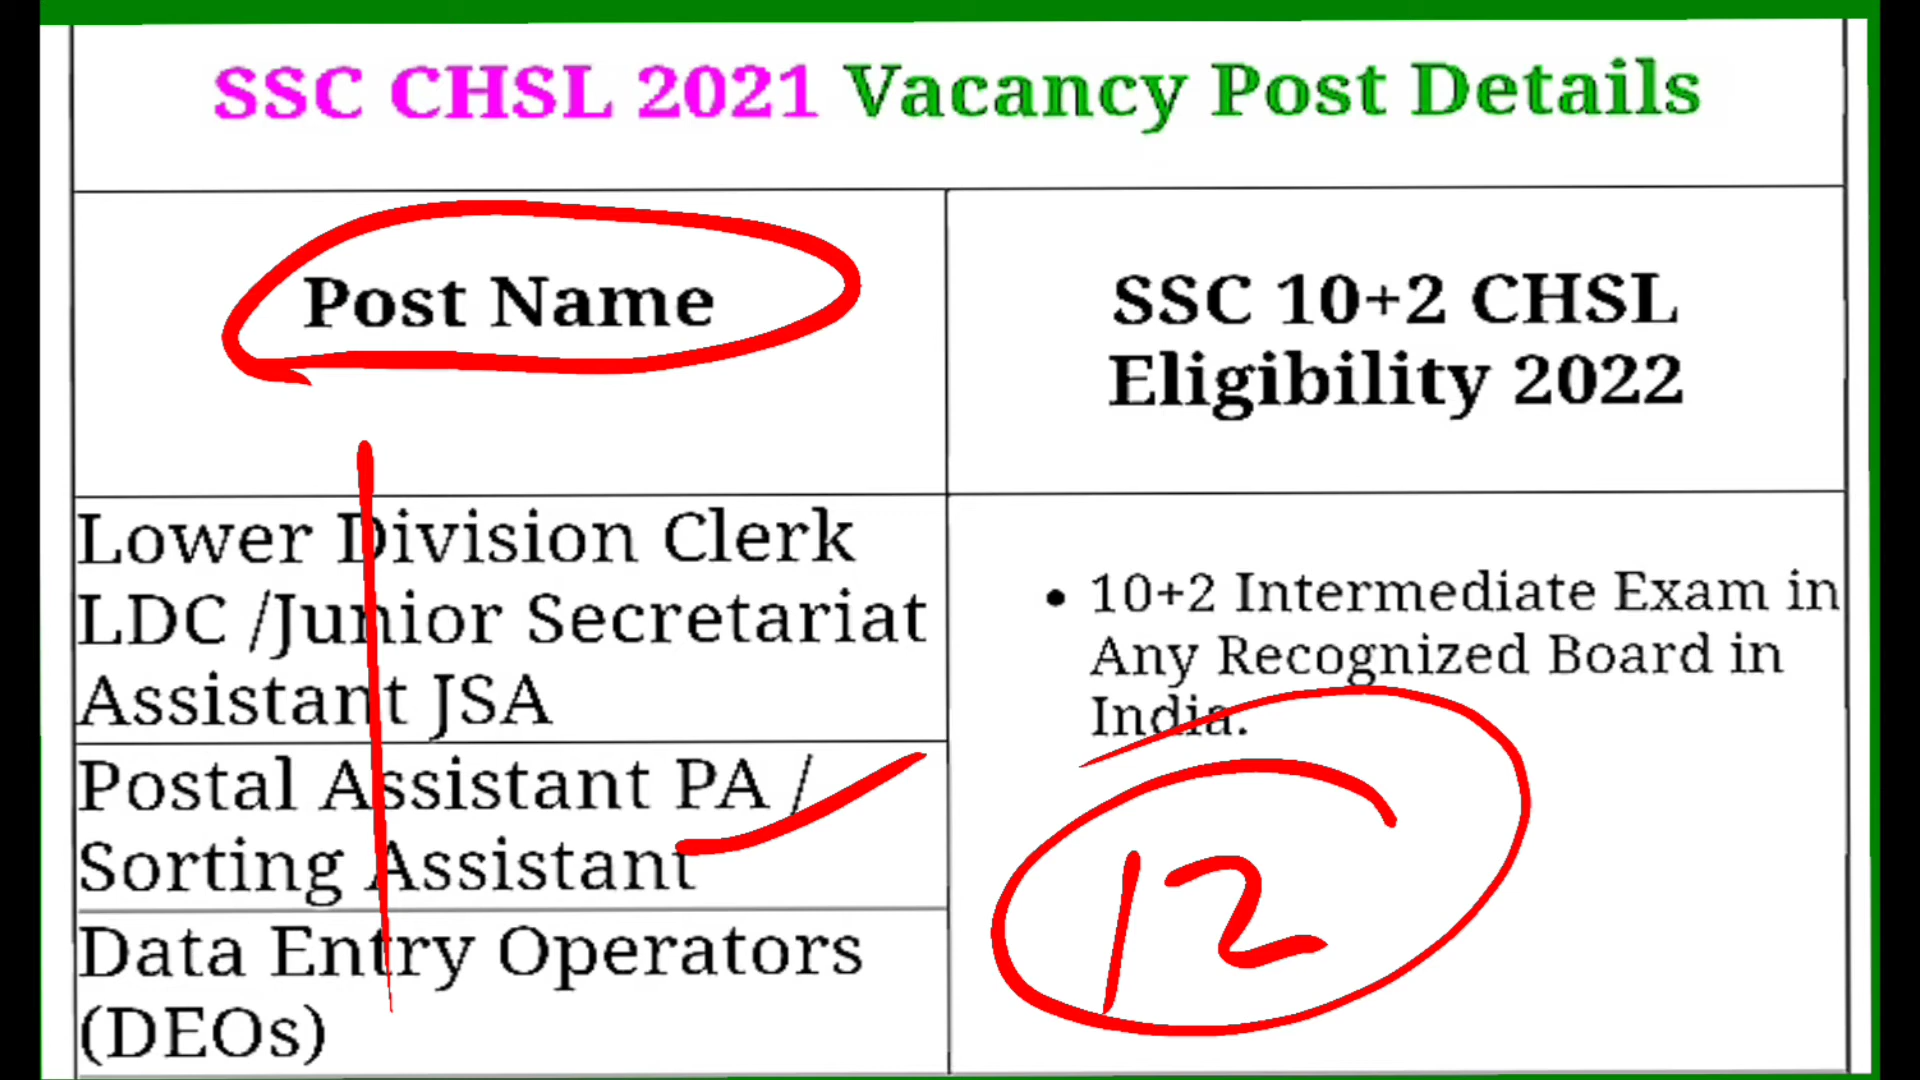 SSC CHSL 2021 Vacancy Post Details
Post Name
SSC 10+2 CHSL
Eligibility 2022
Lower Division Clerk
LDC /Junior Secretariat
Assistant JSA
Postal Assistant PA /
Sorting Assistant
Data Entry Operators
(DEOs)
• 10+2 Intermediate Exam in
Any Recognized Board in
India.
12